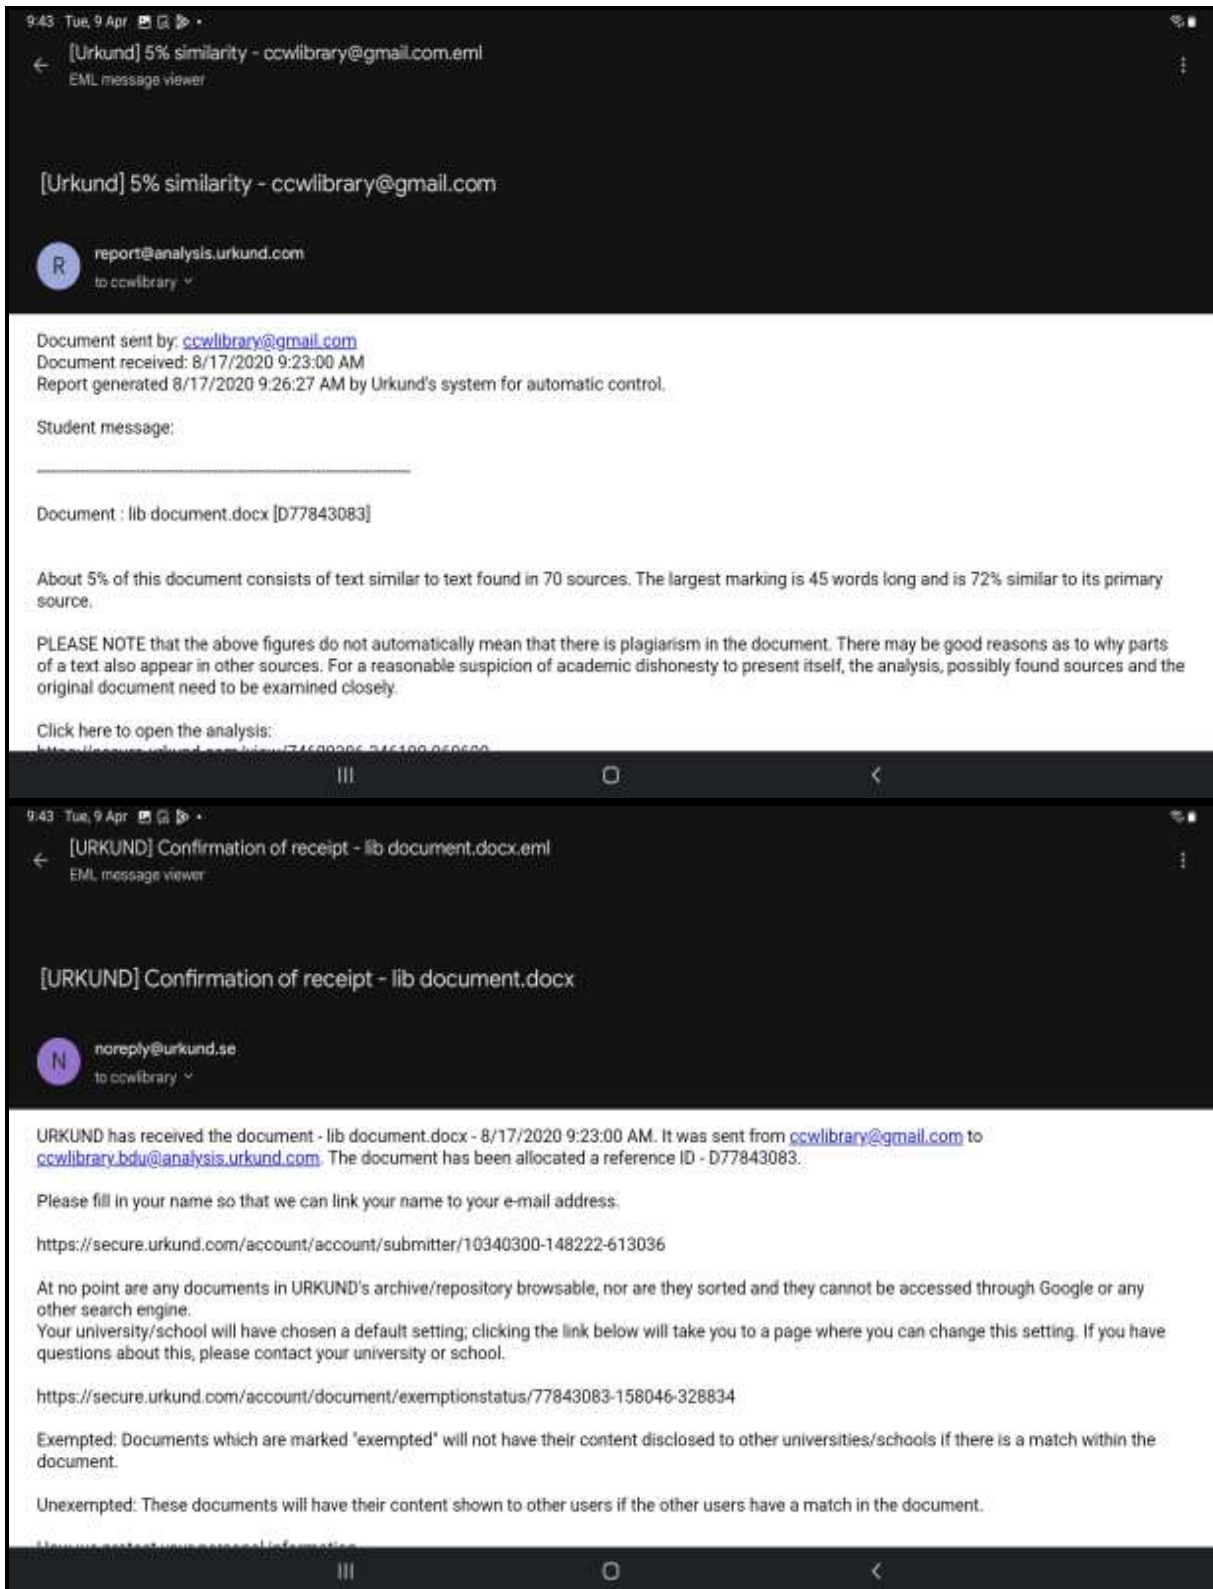 9:43 Tue, 9 Apr
[Urkund] 5% similarity - ccwlibrary@gmail.com.eml
EML message viewer
[Urkund] 5% similarity - ccwlibrary@gmail.com
R
report@analysis.urkund.com
to ccwlibrary
Document sent by: ccwlibrary@gmail.com
Document received: 8/17/2020 9:23:00 AM
Report generated 8/17/2020 9:26:27 AM by Urkund's system for automatic control.
Student message:
Document : lib document.docx [D77843083]
About 5% of this document consists of text similar to text found in 70 sources. The largest marking is 45 words long and is 72% similar to its primary
source.
PLEASE NOTE that the above figures do not automatically mean that there is plagiarism in the document. There may be good reasons as to why parts
of a text also appear in other sources. For a reasonable suspicion of academic dishonesty to present itself, the analysis, possibly found sources and the
original document need to be examined closely.
Click here to open the analysis:
9:43 Tue, 9 Apr
[URKUND] Confirmation of receipt - lib document.docx.eml
EML message viewer
[URKUND] Confirmation of receipt - lib document.docx
N
noreply@urkund.se
to ccwlibrary
URKUND has received the document - lib document.docx - 8/17/2020 9:23:00 AM. It was sent from ccwlibrary@gmail.com to
ccwlibrary.bdu@analysis.urkund.com. The document has been allocated a reference ID - D77843083.
Please fill in your name so that we can link your name to your e-mail address.
https://secure.urkund.com/account/account/submitter/10340300-148222-613036
At no point are any documents in URKUND's archive/repository browsable, nor are they sorted and they cannot be accessed through Google or any
other search engine.
Your university/school will have chosen a default setting; clicking the link below will take you to a page where you can change this setting. If you have
questions about this, please contact your university or school.
https://secure.urkund.com/account/document/exemptionstatus/77843083-158046-328834
Exempted: Documents which are marked "exempted" will not have their content disclosed to other universities/schools if there is a match within the
document.
Unexempted: These documents will have their content shown to other users if the other users have a match in the document.